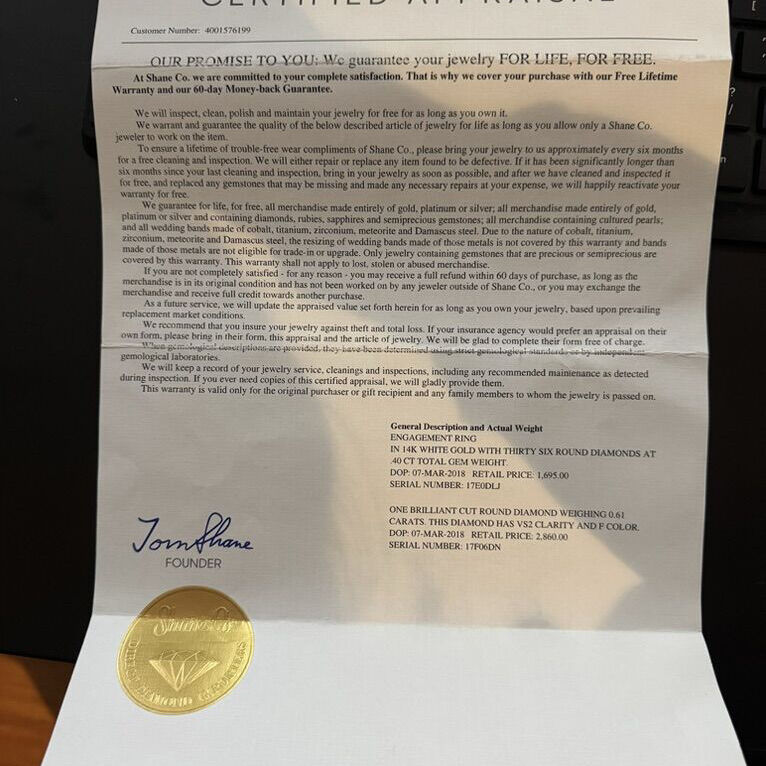 CERTIFIED APPRAISAL
Customer Number: 4001576199
OUR PROMISE TO YOU: We guarantee your jewelry FOR LIFE, FOR FREE.
At Shane Co. we are committed to your complete satisfaction. That is why we cover your purchase with our Free Lifetime
Warranty and our 60-day Money-back Guarantee.
We will inspect, clean, polish and maintain your jewelry for free for as long as you own it.
We warrant and guarantee the quality of the below described article of jewelry for life as long as you allow only a Shane Co.
jeweler to work on the item.
To ensure a lifetime of trouble-free wear compliments of Shane Co., please bring your jewelry to us approximately every six months
for a free cleaning and inspection. We will either repair or replace any item found to be defective. If it has been significantly longer than
six months since your last cleaning and inspection, bring in your jewelry as soon as possible, and after we have cleaned and inspected it
for free, and replaced any gemstones that may be missing and made any necessary repairs at your expense, we will happily reactivate your
warranty for free.
We guarantee for life, for free, all merchandise made entirely of gold, platinum or silver; all merchandise made entirely of gold,
platinum or silver and containing diamonds, rubies, sapphires and semiprecious gemstones; all merchandise containing cultured pearls;
and all wedding bands made of cobalt, titanium, zirconium, meteorite and Damascus steel. Due to the nature of cobalt, titanium,
zirconium, meteorite and Damascus steel, the resizing of wedding bands made of those metals is not covered by this warranty and bands
made of those metals are not eligible for trade-in or upgrade. Only jewelry containing gemstones that are precious or semiprecious are
covered by this warranty. This warranty shall not apply to lost, stolen or abused merchandise.
If you are not completely satisfied - for any reason - you may receive a full refund within 60 days of purchase, as long as the
merchandise is in its original condition and has not been worked on by any jeweler outside of Shane Co., or you may exchange the
merchandise and receive full credit towards another purchase.
As a future service, we will update the appraised value set forth herein for as long as you own your jewelry, based upon prevailing
replacement market conditions.
We recommend that you insure your jewelry against theft and total loss. If your insurance agency would prefer an appraisal on their
own form, please bring in their form, this appraisal and the article of jewelry. We will be glad to complete their form free of charge.
When gemological descriptions are provided, they have been determined using strict gemological standards or by independent
gemological laboratories.
We will keep a record of your jewelry service, cleanings and inspections, including any recommended maintenance as detected
during inspection. If you ever need copies of this certified appraisal, we will gladly provide them.
This warranty is valid only for the original purchaser or gift recipient and any family members to whom the jewelry is passed on.
General Description and Actual Weight
ENGAGEMENT RING
IN 14K WHITE GOLD WITH THIRTY SIX ROUND DIAMONDS AT
.40 CT TOTAL GEM WEIGHT.
DOP: 07-MAR-2018 RETAIL PRICE: 1,695.00
SERIAL NUMBER: 17E0DLJ
ONE BRILLIANT CUT ROUND DIAMOND WEIGHING 0.61
CARATS. THIS DIAMOND HAS VS2 CLARITY AND F COLOR.
DOP: 07-MAR-2018 RETAIL PRICE: 2,860.00
SERIAL NUMBER: 17F06DN
Tom Shane
FOUNDER
Shane Co.
DIRECT DIAMOND IMPORTERS